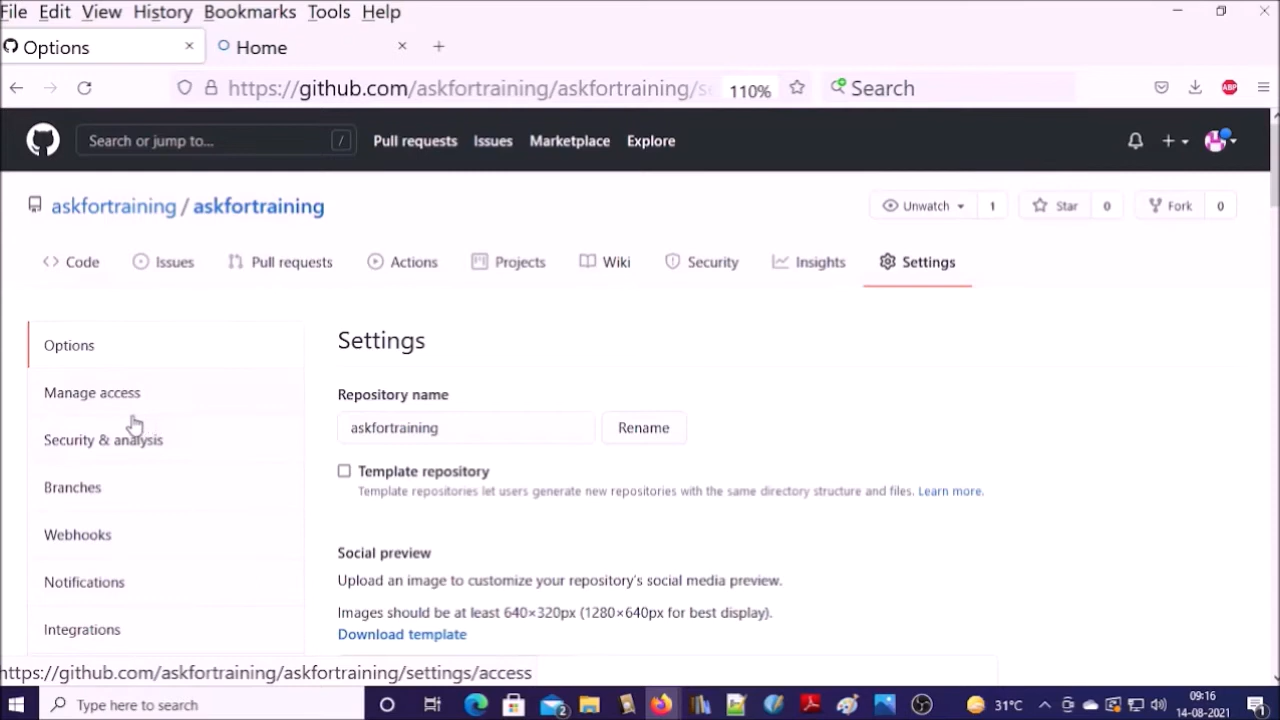 File Edit View History Bookmarks Tools Help
Options × Home × +
https://github.com/askfortraining/askfortraining/s 110% Search ABP
Search or jump to... / Pull requests Issues Marketplace Explore
askfortraining / askfortraining Unwatch 1 Star 0 Fork 0
Code Issues Pull requests Actions Projects Wiki Security Insights Settings
Options
Manage access
Security & analysis
Branches
Webhooks
Notifications
Integrations
Settings
Repository name
askfortraining Rename
Template repository
Template repositories let users generate new repositories with the same directory structure and files. Learn more.
Social preview
Upload an image to customize your repository's social media preview.
Images should be at least 640×320px (1280×640px for best display).
Download template
https://github.com/askfortraining/askfortraining/settings/access
Type here to search 2 31°C 09:16 1
14-08-2021